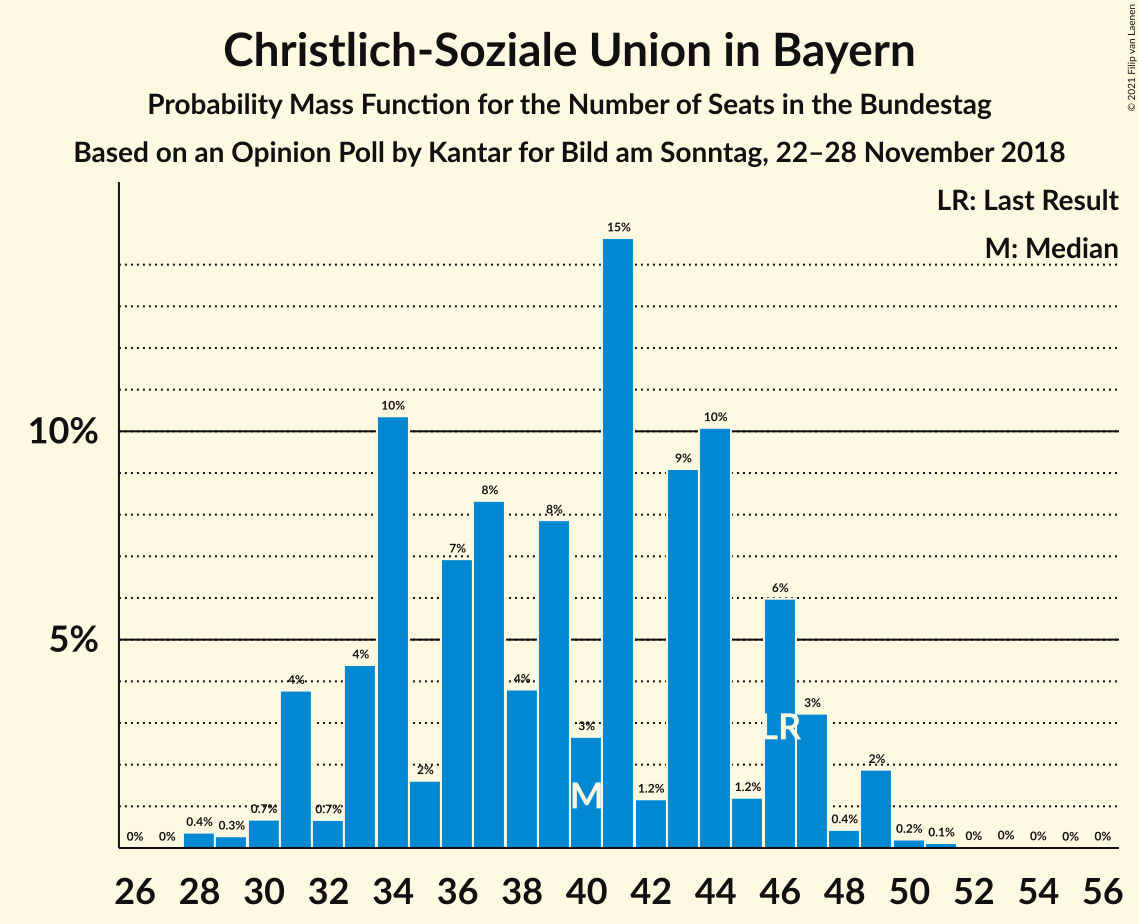 Christlich-Soziale Union in Bayern
Probability Mass Function for the Number of Seats in the Bundestag
Based on an Opinion Poll by Kantar for Bild am Sonntag, 22–28 November 2018
© 2021 Filip van Laenen
LR: Last Result
M: Median
10%
5%
0% 0% 0.4% 0.3% 0.7% 4% 0.7% 4% 10% 2% 7% 8% 4% 8% 3% 15% 1.2% 9% 10% 1.2% 6% 3% 0.4% 2% 0.2% 0.1% 0% 0% 0% 0% 0%
M LR
26 28 30 32 34 36 38 40 42 44 46 48 50 52 54 56